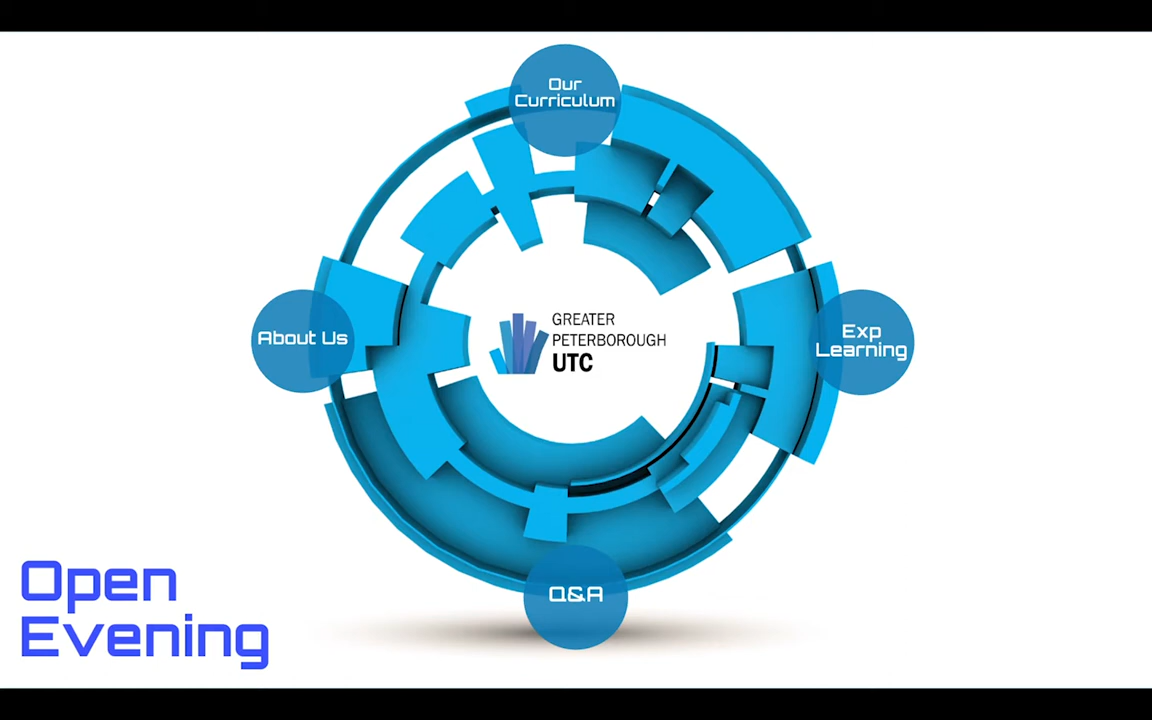 Our
Curriculum
About Us
GREATER
PETERBOROUGH
UTC
Exp
Learning
Q&A
Open
Evening